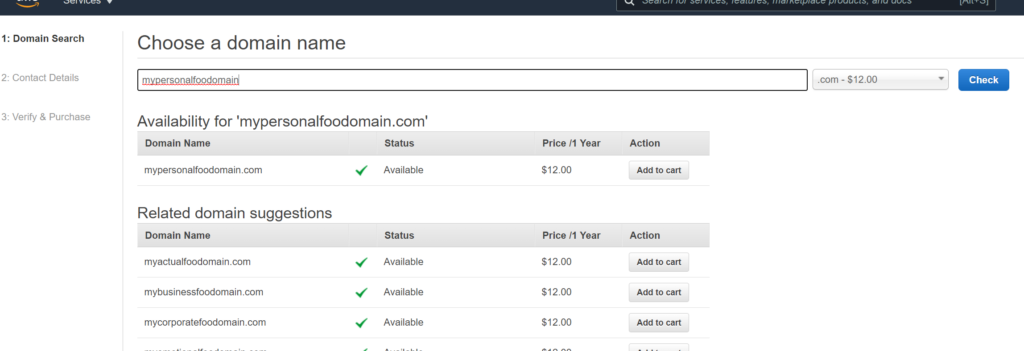 Services
Search for services, features, marketplace products, and docs [Alt+S]
1: Domain Search
2: Contact Details
3: Verify & Purchase
Choose a domain name
mypersonalfoodomain .com - $12.00 Check
Availability for 'mypersonalfoodomain.com'
Domain Name Status Price /1 Year Action
mypersonalfoodomain.com Available $12.00 Add to cart
Related domain suggestions
Domain Name Status Price /1 Year Action
myactualfoodomain.com Available $12.00 Add to cart
mybusinessfoodomain.com Available $12.00 Add to cart
mycorporatefoodomain.com Available $12.00 Add to cart
Available $12.00 Add to cart